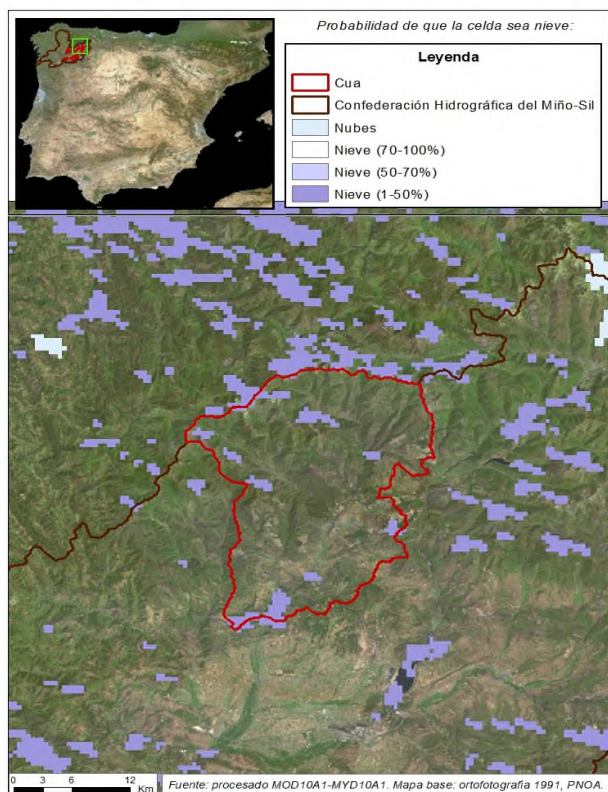 Probabilidad de que la celda sea nieve:
Leyenda
Cua
Confederación Hidrográfica del Miño-Sil
Nubes
Nieve (70-100%)
Nieve (50-70%)
Nieve (1-50%)
0 3 6 12
Km
Fuente: procesado MOD10A1-MYD10A1. Mapa base: ortofotografia 1991, PNOA.